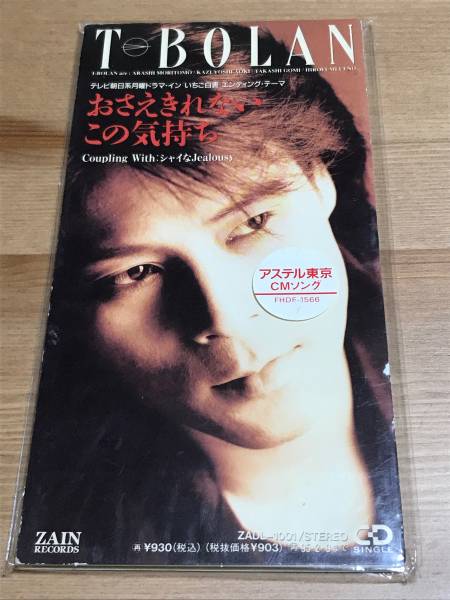 T-BOLAN
T-BOLAN are : ARASHI MORITOMO / KAZUYOSHI AOKI / TAKASHI GOMI / HIROFUMI UENO
テレビ朝日系月曜ドラマ・イン いちご白書 エンディング・テーマ
おさえきれない
この気持ち
Coupling With:シャイなJealousy
アステル東京
CMソング
FHDF-1566
ZAIN
RECORDS
ZADL-1001/STEREO
再 ¥930(税込)(税抜価格¥903)
CD
SINGLE